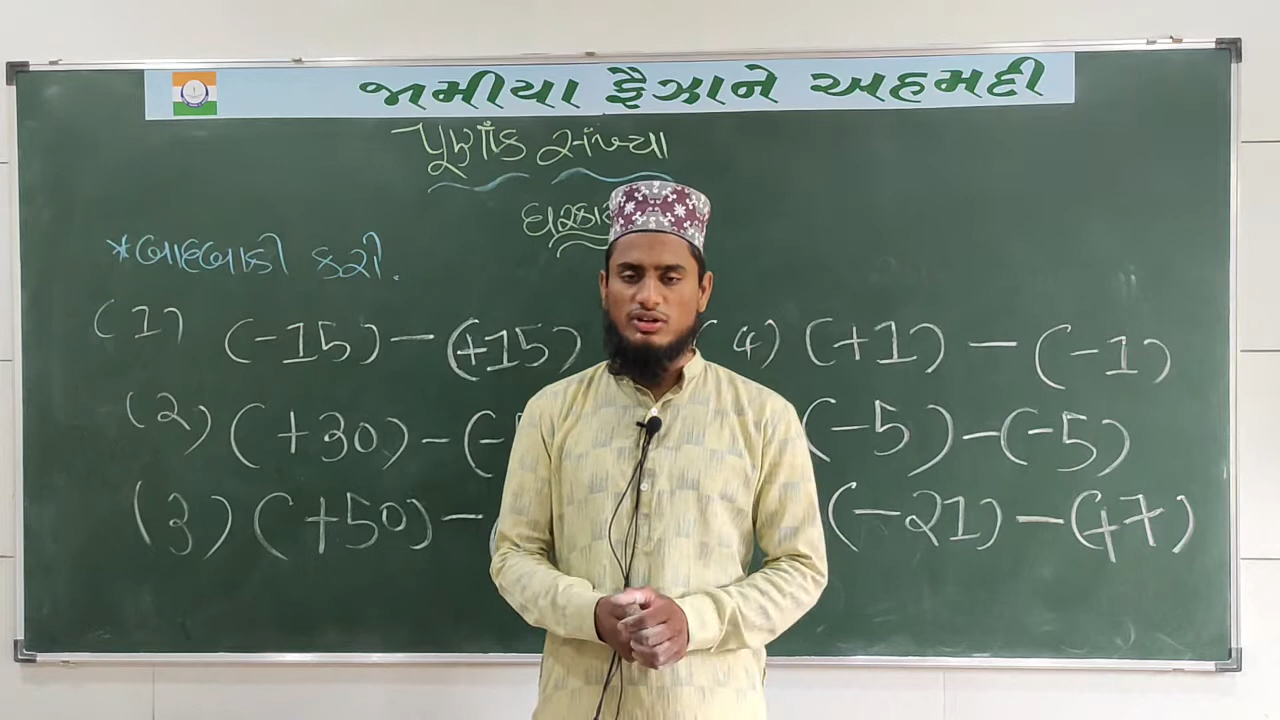 જામીયા ફૈઝાને અહમદી
પૂર્ણાંક સંખ્યા
*બાદબાકી કરો.
(1) (-15) - (+15)
(2) (+30) - (-
(3) (+50) -
4) (+1) - (-1)
(-5) - (-5)
(-21) - (+7)